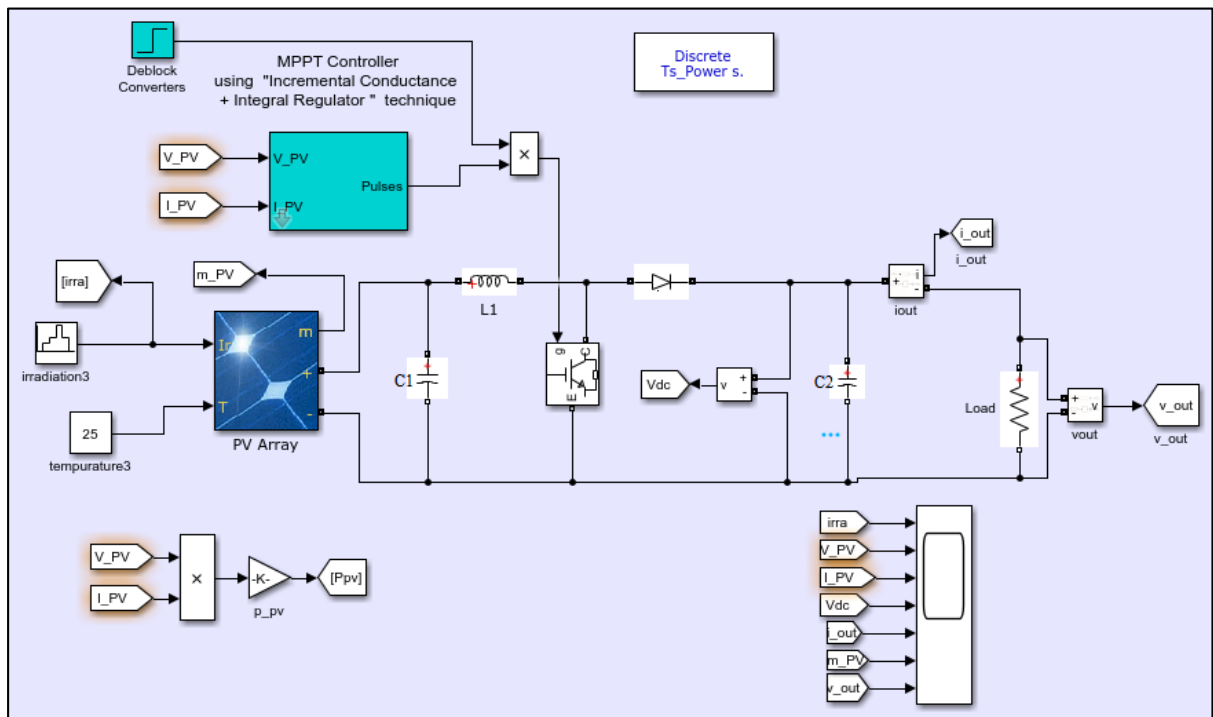 Deblock
Converters
MPPT Controller
using "Incremental Conductance
+ Integral Regulator " technique
Discrete
Ts_Power s.
V_PV
I_PV
V_PV
I_PV
Pulses
×
[irra]
m_PV
irradiation3
25
tempurature3
Ir
T
m
+
-
PV Array
C1
+
L1
g
C
E
Vdc
v
+
-
C2
...
+
i
-
iout
i_out
i_out
Load
+
-
v
vout
v_out
v_out
V_PV
I_PV
×
-K-
p_pv
[Ppv]
irra
V_PV
I_PV
Vdc
i_out
m_PV
v_out